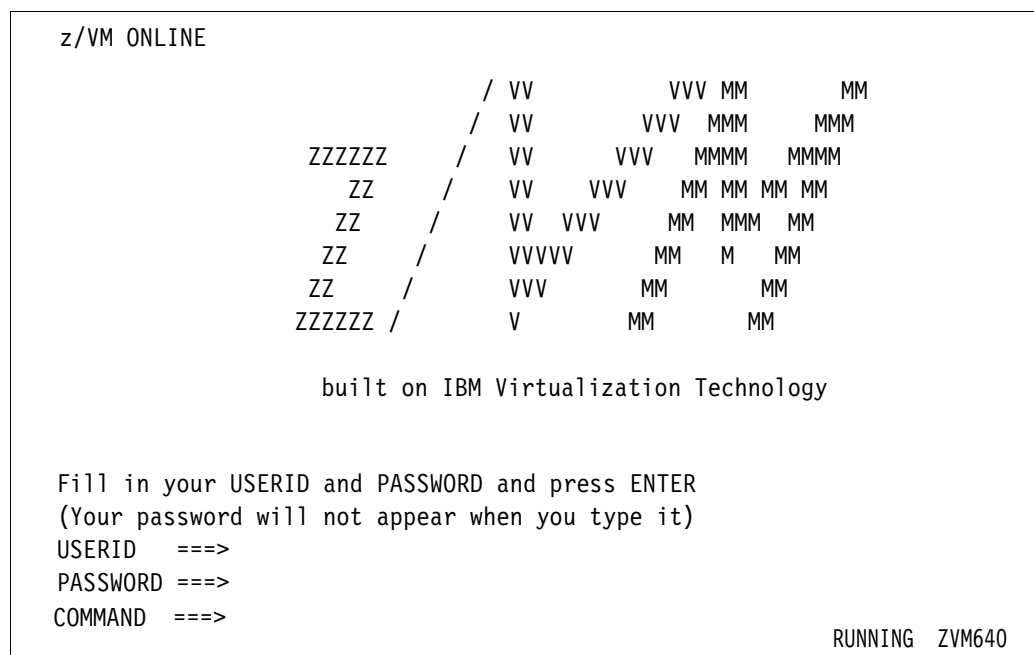 z/VM ONLINE
/ VV VVV MM MM
/ VV VVV MMM MMM
ZZZZZZ / VV VVV MMMM MMMM
ZZ / VV VVV MM MM MM MM
ZZ / VV VVV MM MMM MM
ZZ / VVVVV MM M MM
ZZ / VVV MM MM
ZZZZZZ / V MM MM
built on IBM Virtualization Technology
Fill in your USERID and PASSWORD and press ENTER
(Your password will not appear when you type it)
USERID ===>
PASSWORD ===>
COMMAND ===>
RUNNING ZVM640